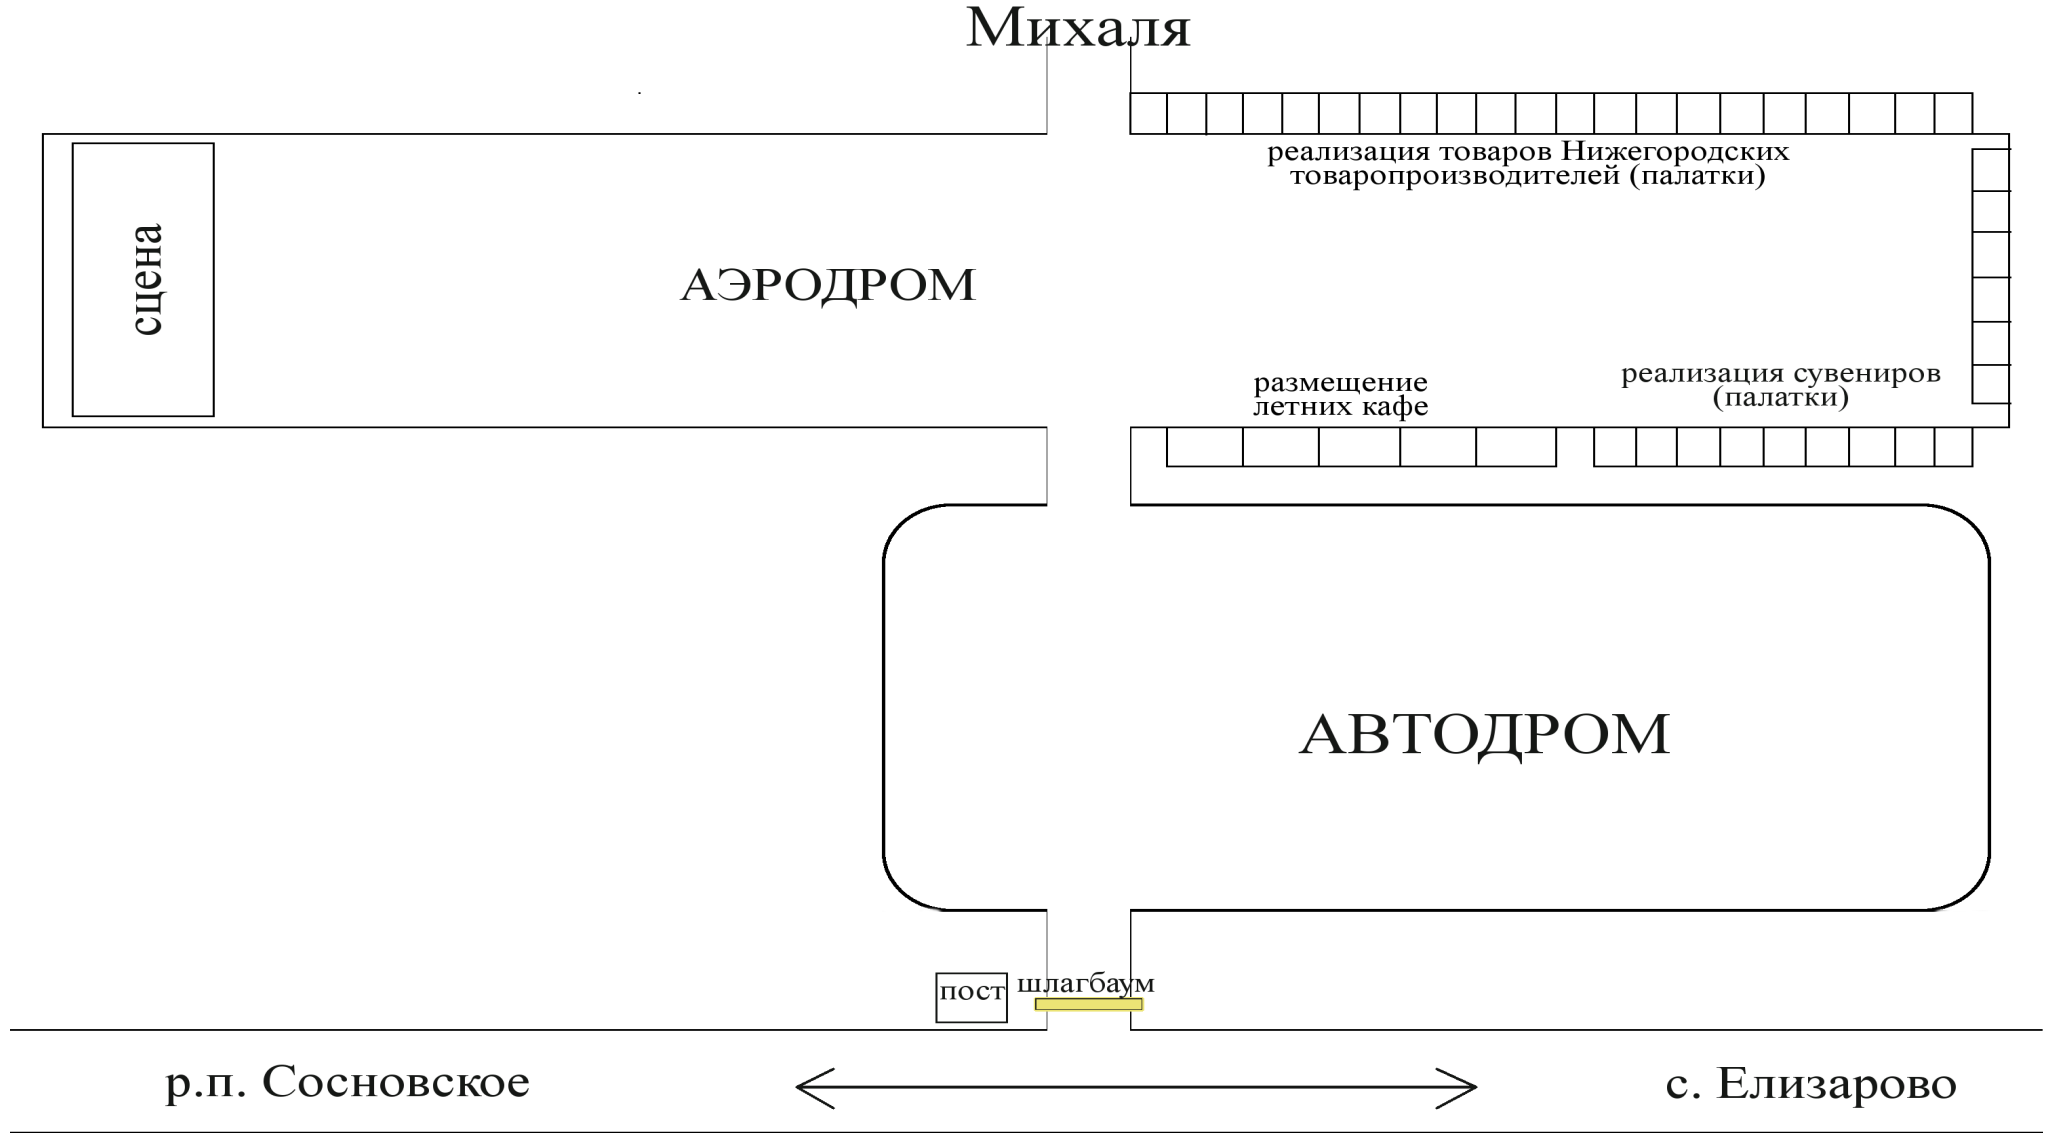 Михаля
реализация товаров Нижегородских
товаропроизводителей (палатки)
сцена
АЭРОДРОМ
размещение
летних кафе
реализация сувениров
(палатки)
АВТОДРОМ
пост
шлагбаум
р.п. Сосновское
с. Елизарово